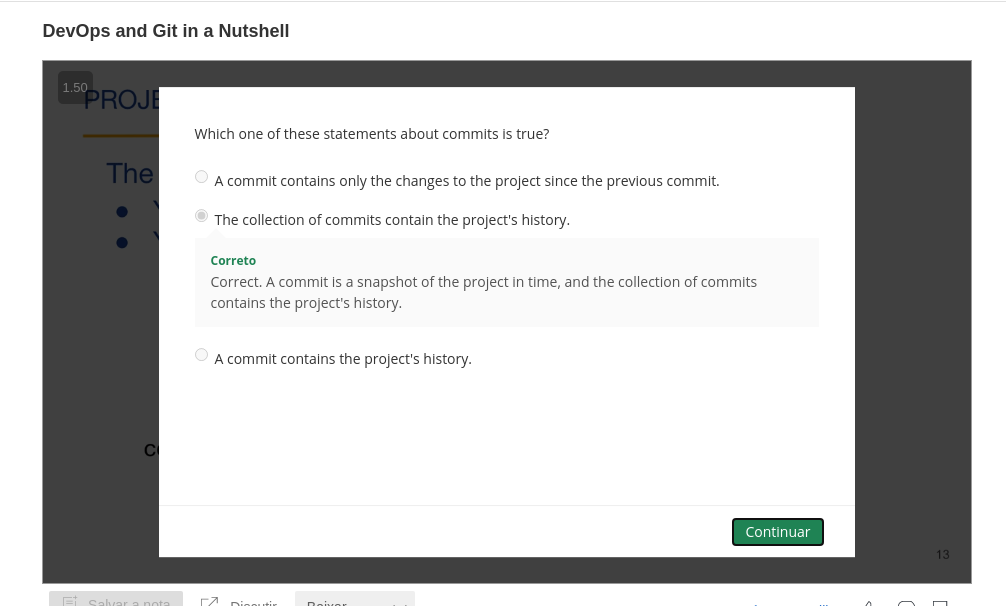 DevOps and Git in a Nutshell
1.50
PROJE
The
Which one of these statements about commits is true?
A commit contains only the changes to the project since the previous commit.
The collection of commits contain the project's history.
Correto
Correct. A commit is a snapshot of the project in time, and the collection of commits
contains the project's history.
A commit contains the project's history.
Continuar
13
Salvar a nota
Discutir
Baixar